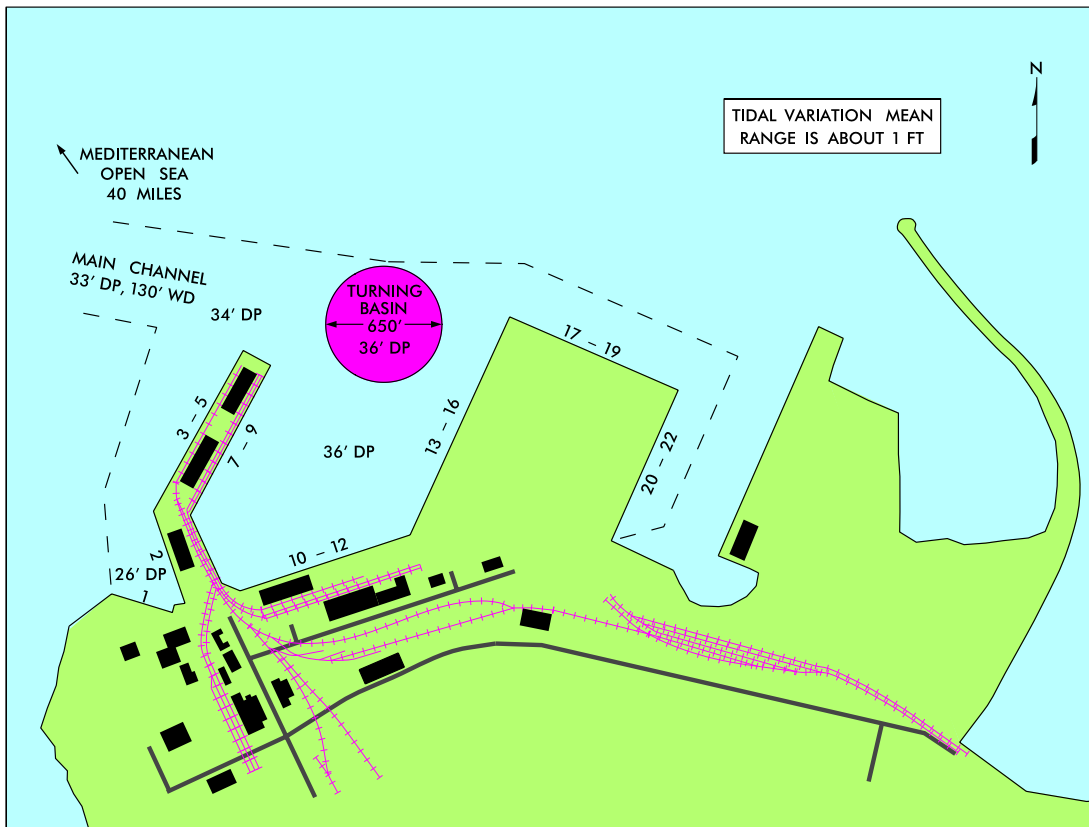 N
TIDAL VARIATION MEAN
RANGE IS ABOUT 1 FT
MEDITERRANEAN
OPEN SEA
40 MILES
MAIN CHANNEL
33' DP, 130' WD
34' DP
TURNING
BASIN
650'
36' DP
17 – 19
3 – 5
7 – 9
13 – 16
36' DP
20 – 22
10 – 12
2
26' DP
1